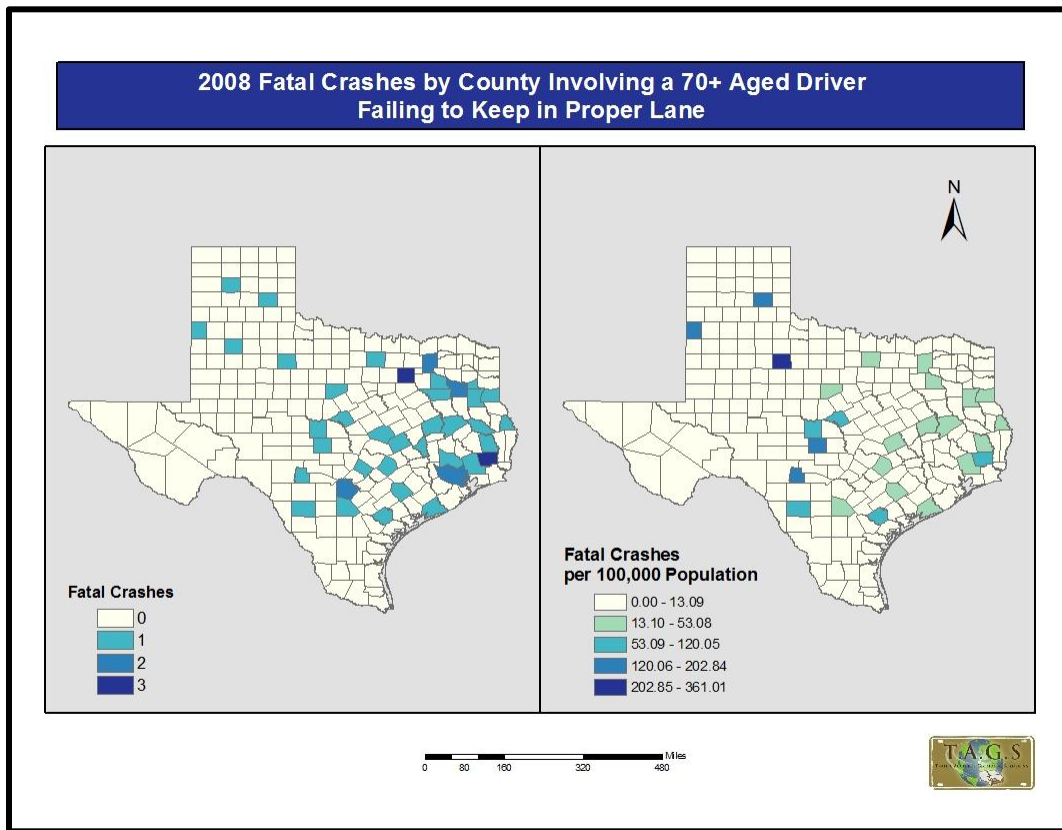 2008 Fatal Crashes by County Involving a 70+ Aged Driver
Failing to Keep in Proper Lane
N
Fatal Crashes
0
1
2
3
Fatal Crashes
per 100,000 Population
0.00 - 13.09
13.10 - 53.08
53.09 - 120.05
120.06 - 202.84
202.85 - 361.01
0 80 160 320 480 Miles
T.A.G.S